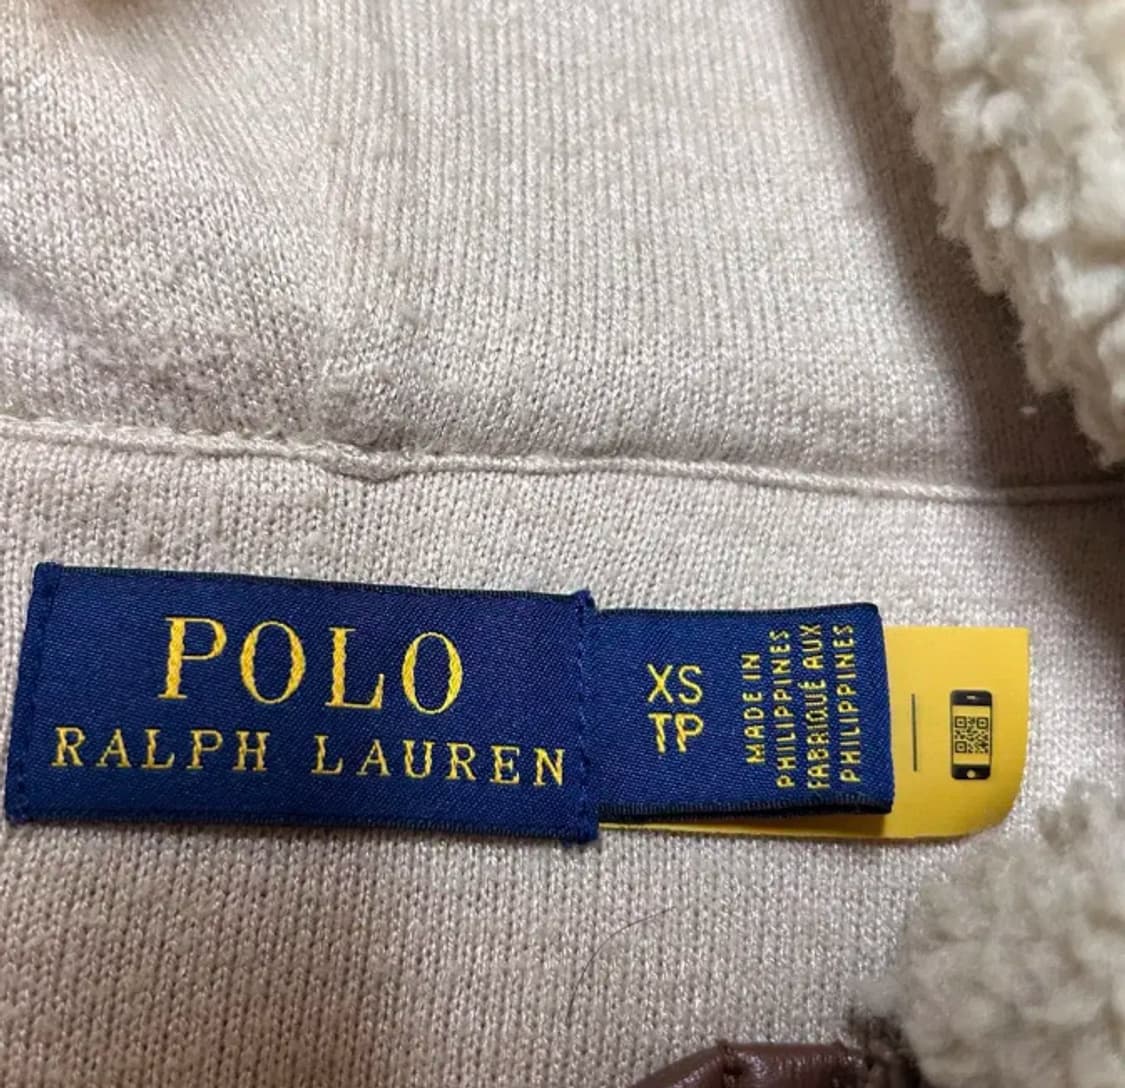 POLO
RALPH LAUREN
XS
TP
MADE IN
PHILIPPINES
FABRIQUÉ AUX
PHILIPPINES